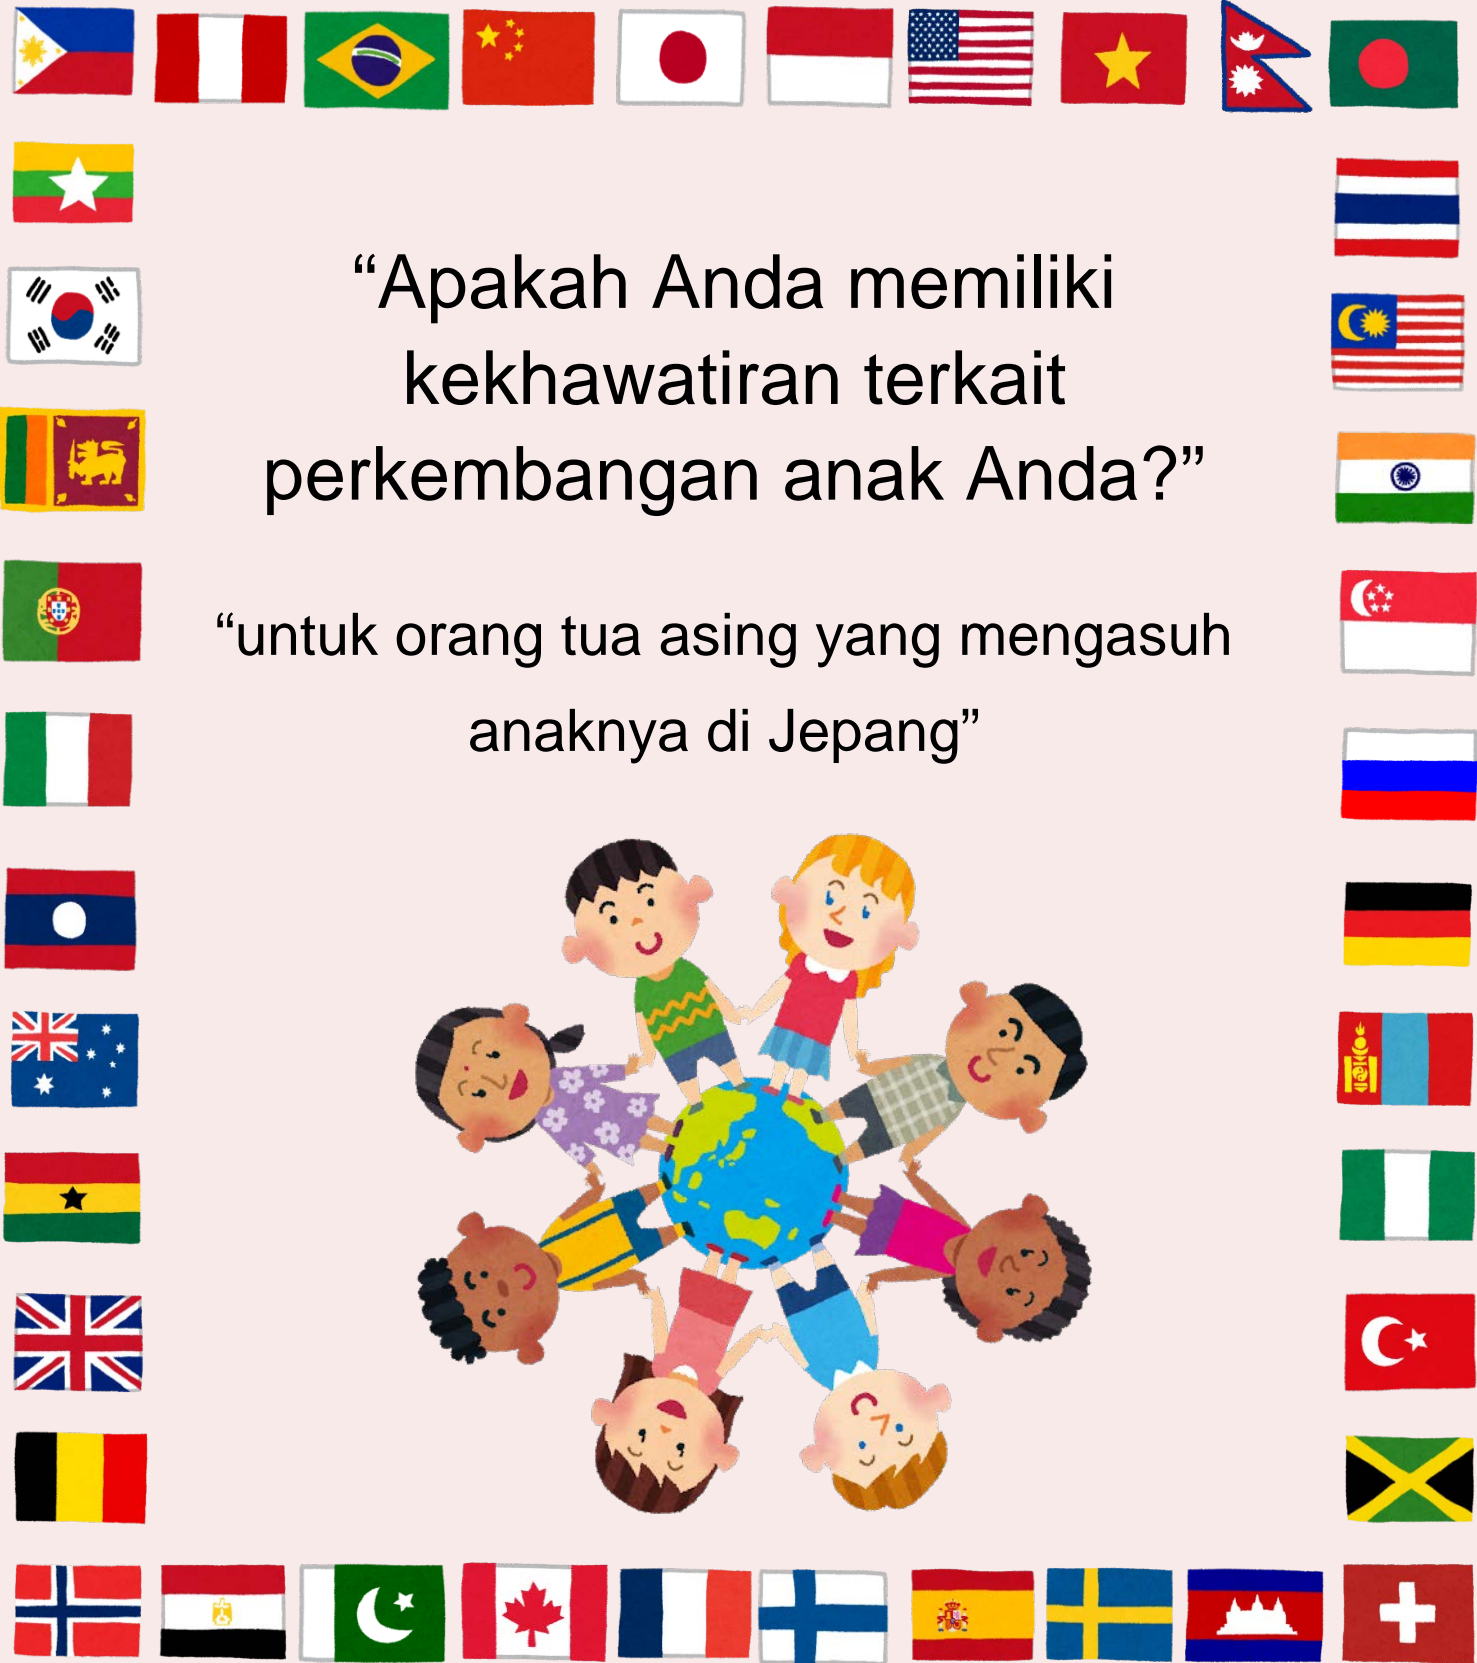 “Apakah Anda memiliki
kekhawatiran terkait
perkembangan anak Anda?”
“untuk orang tua asing yang mengasuh
anaknya di Jepang”